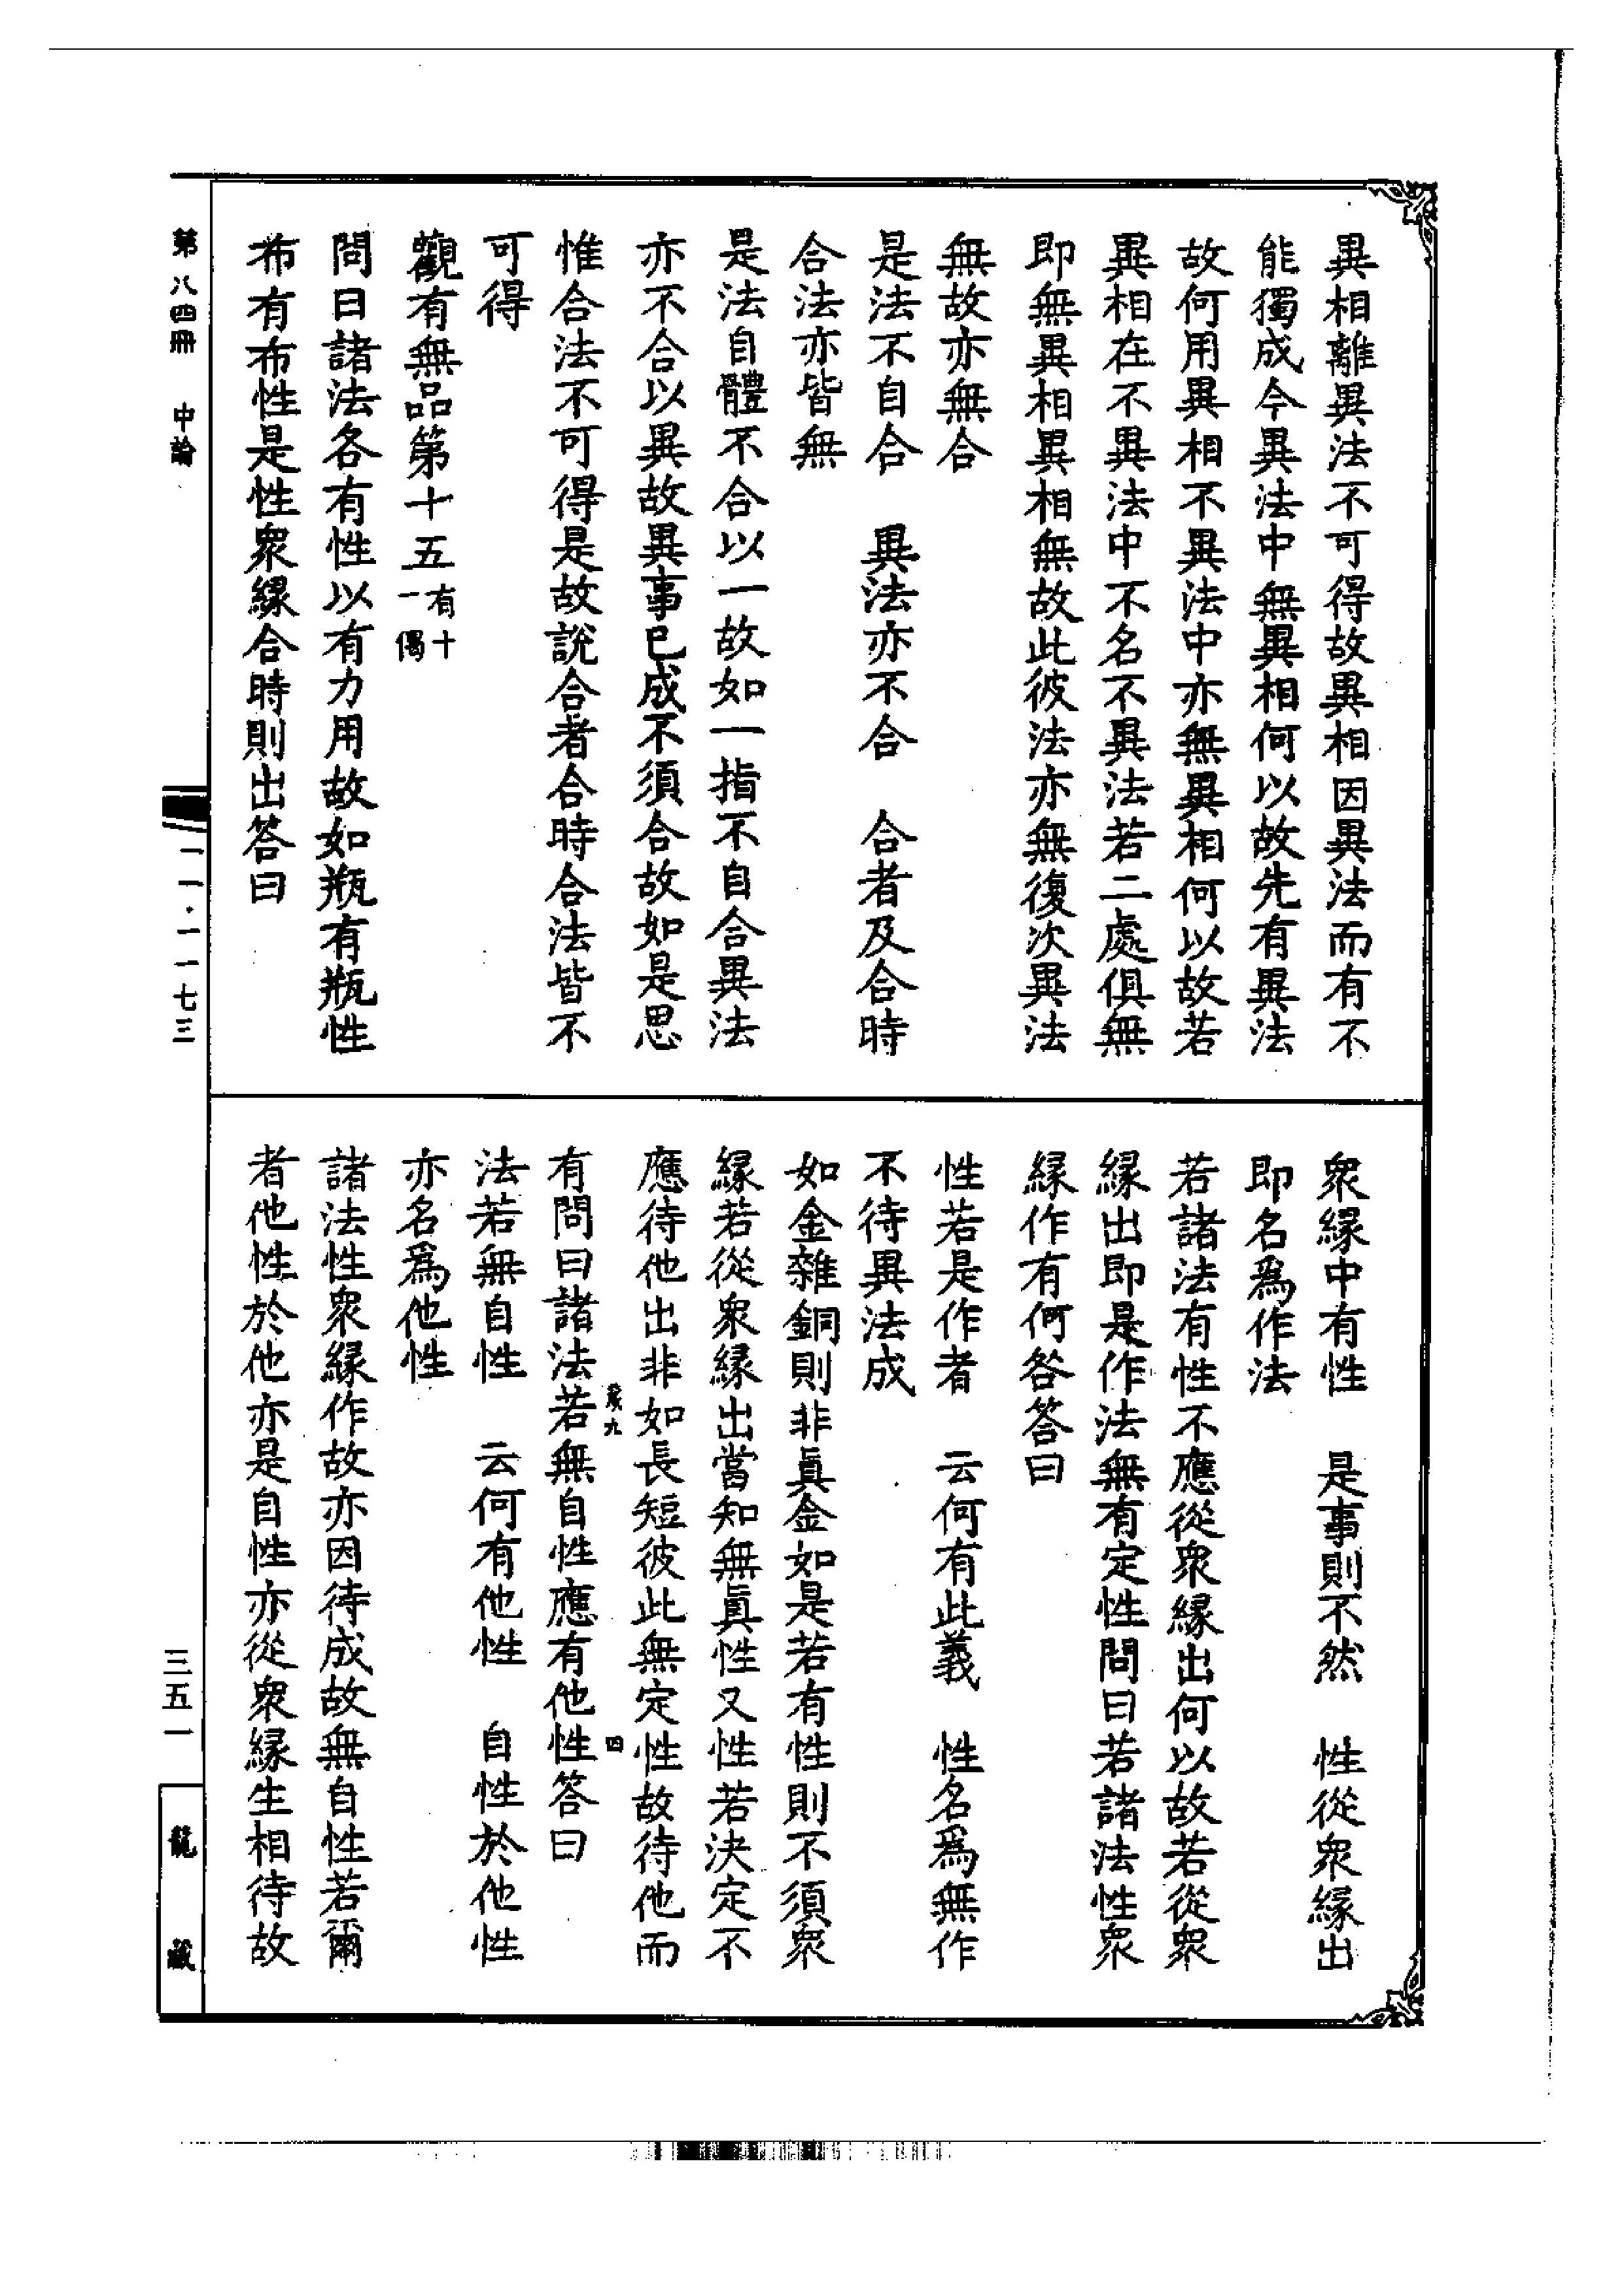 異相離異法不可得故異相因異法而有不
能獨成今異法中無異相何以故先有異法
故何用異相不異法中亦無異相何以故若
異相在不異法中不名不異法若二處俱無
即無異相異相無故此彼法亦無復次異法
無故亦無合
是法不自合　異法亦不合　合者及合時
合法亦皆無
是法自體不合以一故如一指不自合異法
亦不合以異故異事已成不須合故如是思
惟合法不可得是故說合者合時合法皆不
可得
觀有無品第十五有十一偈
問曰諸法各有性以有力用故如瓶有瓶性
布有布性是性眾緣合時則出答曰
眾緣中有性　是事則不然　性從眾緣出
即名為作法
若諸法有性不應從眾緣出何以故若從眾
緣出即是作法無有定性問曰若諸法性眾
緣作有何咎答曰
性若是作者　云何有此義　性名為無作
不待異法成
如金雜銅則非真金如是若有性則不須眾
緣若從眾緣出當知無真性又性若決定不
應待他出非如長短彼此無定性故待他而
有問曰諸法若無自性應有他性答曰
法若無自性　云何有他性　自性於他性
亦名為他性
諸法性眾緣作故亦因待成故無自性若爾
者他性於他亦是自性亦從眾緣生相待故
第八四冊　中論
一一·一一七三
三五一
龍藏
九
四